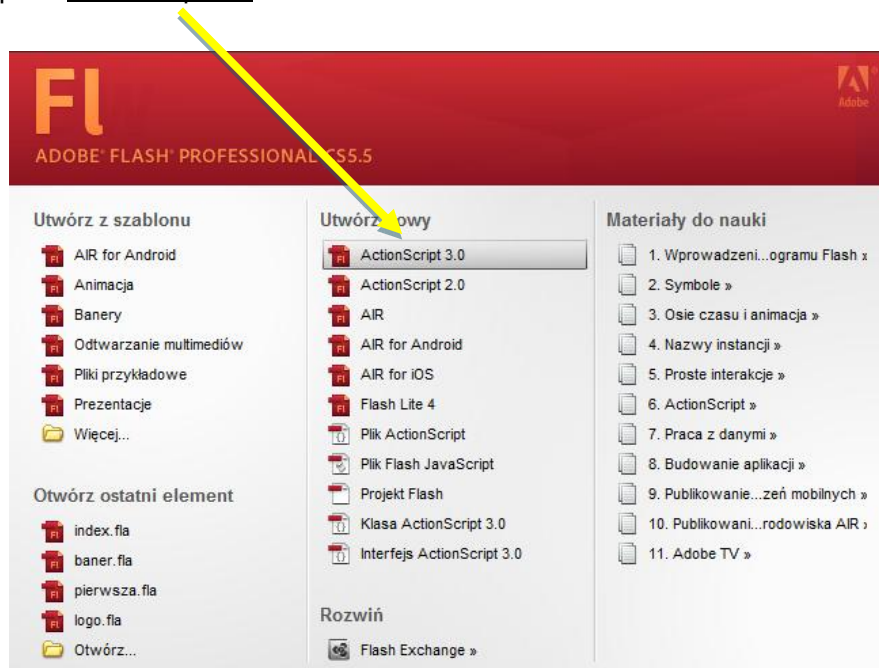 Fl
Adobe
ADOBE® FLASH® PROFESSIONAL CS5.5
Utwórz z szablonu
AIR for Android
Animacja
Banery
Odtwarzanie multimediów
Pliki przykładowe
Prezentacje
Więcej...
Otwórz ostatni element
index.fla
baner.fla
pierwsza.fla
logo.fla
Otwórz...
Utwórz nowy
ActionScript 3.0
ActionScript 2.0
AIR
AIR for Android
AIR for iOS
Flash Lite 4
Plik ActionScript
Plik Flash JavaScript
Projekt Flash
Klasa ActionScript 3.0
Interfejs ActionScript 3.0
Rozwiń
Flash Exchange »
Materiały do nauki
1. Wprowadzeni...ogramu Flash »
2. Symbole »
3. Osie czasu i animacja »
4. Nazwy instancji »
5. Proste interakcje »
6. ActionScript »
7. Praca z danymi »
8. Budowanie aplikacji »
9. Publikowanie...zeń mobilnych »
10. Publikowani...rodowiska AIR »
11. Adobe TV »